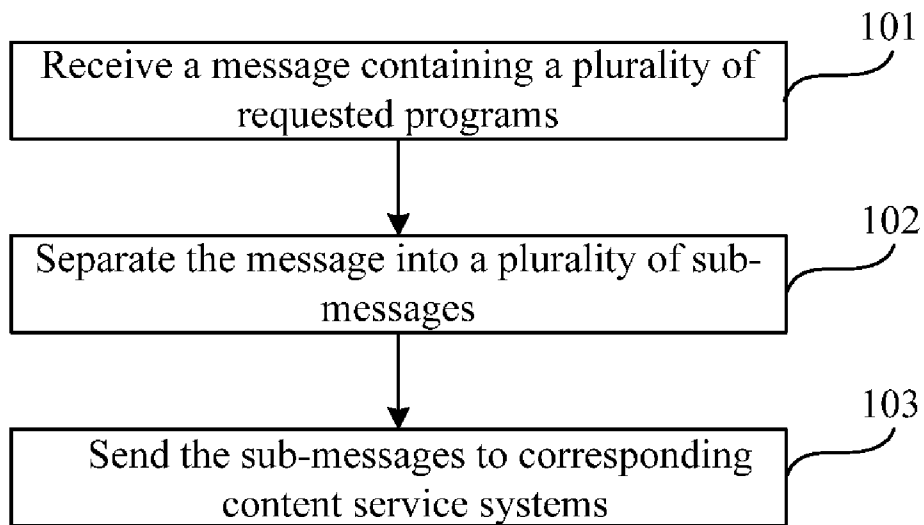 101
Receive a message containing a plurality of
requested programs
102
Separate the message into a plurality of sub-
messages
103
Send the sub-messages to corresponding
content service systems